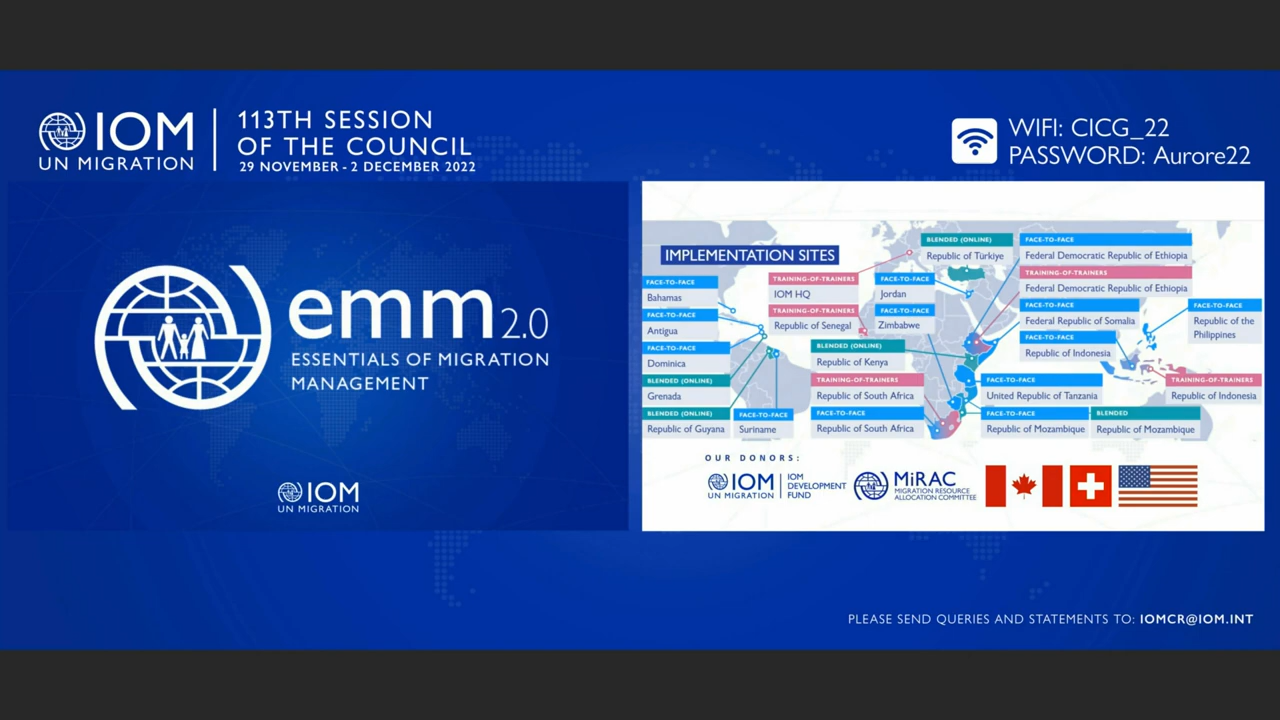 IOM
UN MIGRATION
113TH SESSION
OF THE COUNCIL
29 NOVEMBER - 2 DECEMBER 2022
WIFI: CICG_22
PASSWORD: Aurore22
emm2.0
ESSENTIALS OF MIGRATION
MANAGEMENT
IOM
UN MIGRATION
IMPLEMENTATION SITES
FACE-TO-FACE
Bahamas
FACE-TO-FACE
Antigua
FACE-TO-FACE
Dominica
BLENDED (ONLINE)
Grenada
BLENDED (ONLINE)
Republic of Guyana
FACE-TO-FACE
Suriname
TRAINING-OF-TRAINERS
IOM HQ
TRAINING-OF-TRAINERS
Republic of Senegal
BLENDED (ONLINE)
Republic of Kenya
TRAINING-OF-TRAINERS
Republic of South Africa
FACE-TO-FACE
Republic of South Africa
FACE-TO-FACE
Jordan
FACE-TO-FACE
Zimbabwe
BLENDED (ONLINE)
Republic of Türkiye
FACE-TO-FACE
Federal Democratic Republic of Ethiopia
TRAINING-OF-TRAINERS
Federal Democratic Republic of Ethiopia
FACE-TO-FACE
Federal Republic of Somalia
FACE-TO-FACE
Republic of Indonesia
FACE-TO-FACE
United Republic of Tanzania
FACE-TO-FACE
Republic of Mozambique
BLENDED
Republic of Mozambique
FACE-TO-FACE
Republic of the
Philippines
TRAINING-OF-TRAINERS
Republic of Indonesia
OUR DONORS:
IOM
UN MIGRATION
IOM
DEVELOPMENT
FUND
MiRAC
MIGRATION RESOURCE
ALLOCATION COMMITTEE
PLEASE SEND QUERIES AND STATEMENTS TO: IOMCR@IOM.INT